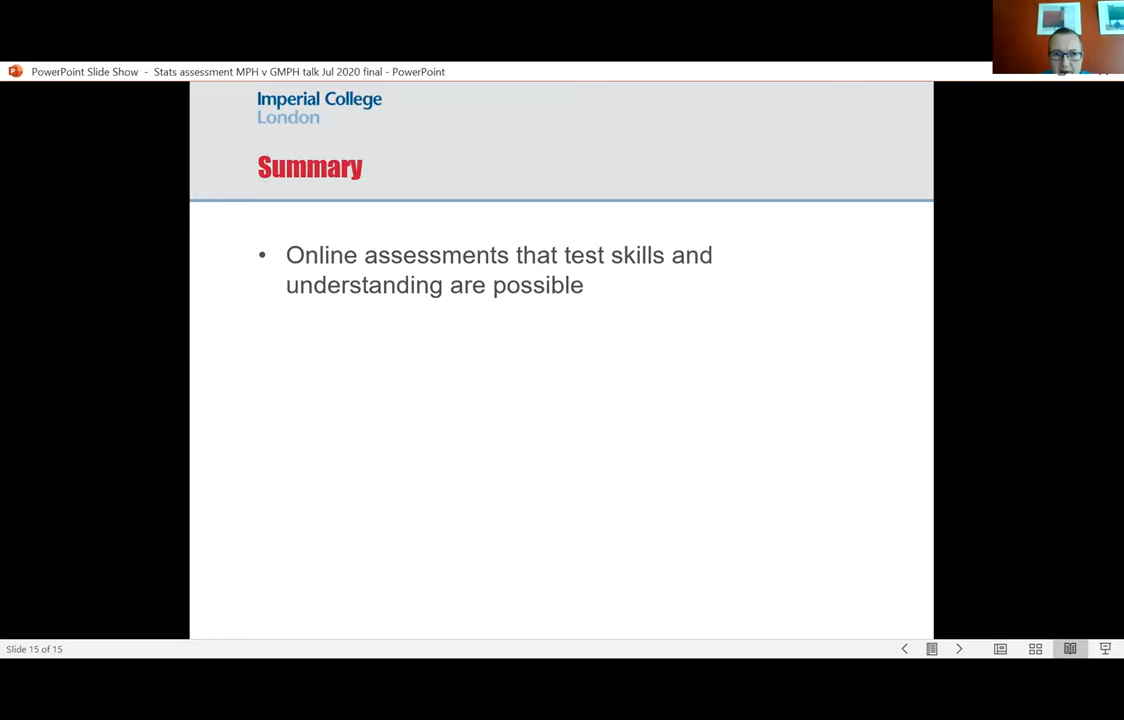 PowerPoint Slide Show - Stats assessment MPH v GMPH talk Jul 2020 final - PowerPoint
Imperial College
London
Summary
• Online assessments that test skills and
understanding are possible
Slide 15 of 15